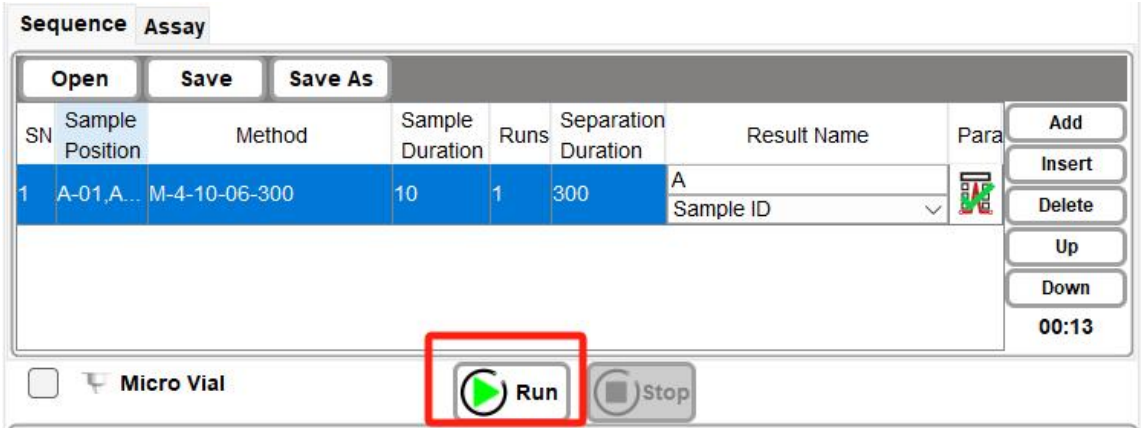 Sequence Assay
Open Save Save As
SN Sample Position Method Sample Duration Runs Separation Duration Result Name Para
1 A-01,A... M-4-10-06-300 10 1 300 A
Sample ID
Add
Insert
Delete
Up
Down
00:13
Micro Vial Run Stop